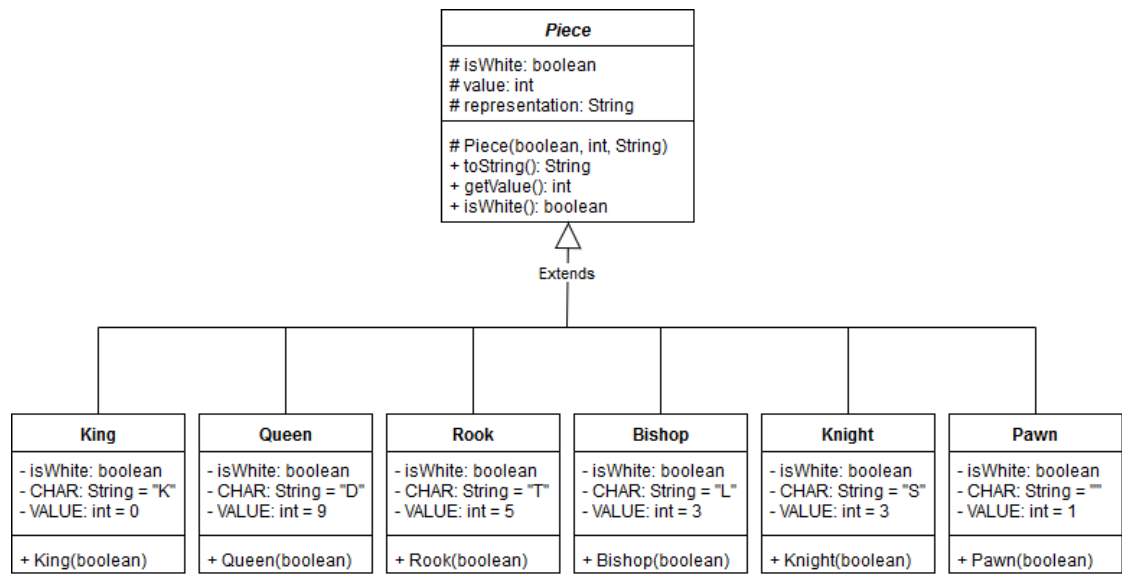 Piece
# isWhite: boolean
# value: int
# representation: String
# Piece(boolean, int, String)
+ toString(): String
+ getValue(): int
+ isWhite(): boolean
Extends
King
- isWhite: boolean
- CHAR: String = "K"
- VALUE: int = 0
+ King(boolean)
Queen
- isWhite: boolean
- CHAR: String = "D"
- VALUE: int = 9
+ Queen(boolean)
Rook
- isWhite: boolean
- CHAR: String = "T"
- VALUE: int = 5
+ Rook(boolean)
Bishop
- isWhite: boolean
- CHAR: String = "L"
- VALUE: int = 3
+ Bishop(boolean)
Knight
- isWhite: boolean
- CHAR: String = "S"
- VALUE: int = 3
+ Knight(boolean)
Pawn
- isWhite: boolean
- CHAR: String = ""
- VALUE: int = 1
+ Pawn(boolean)